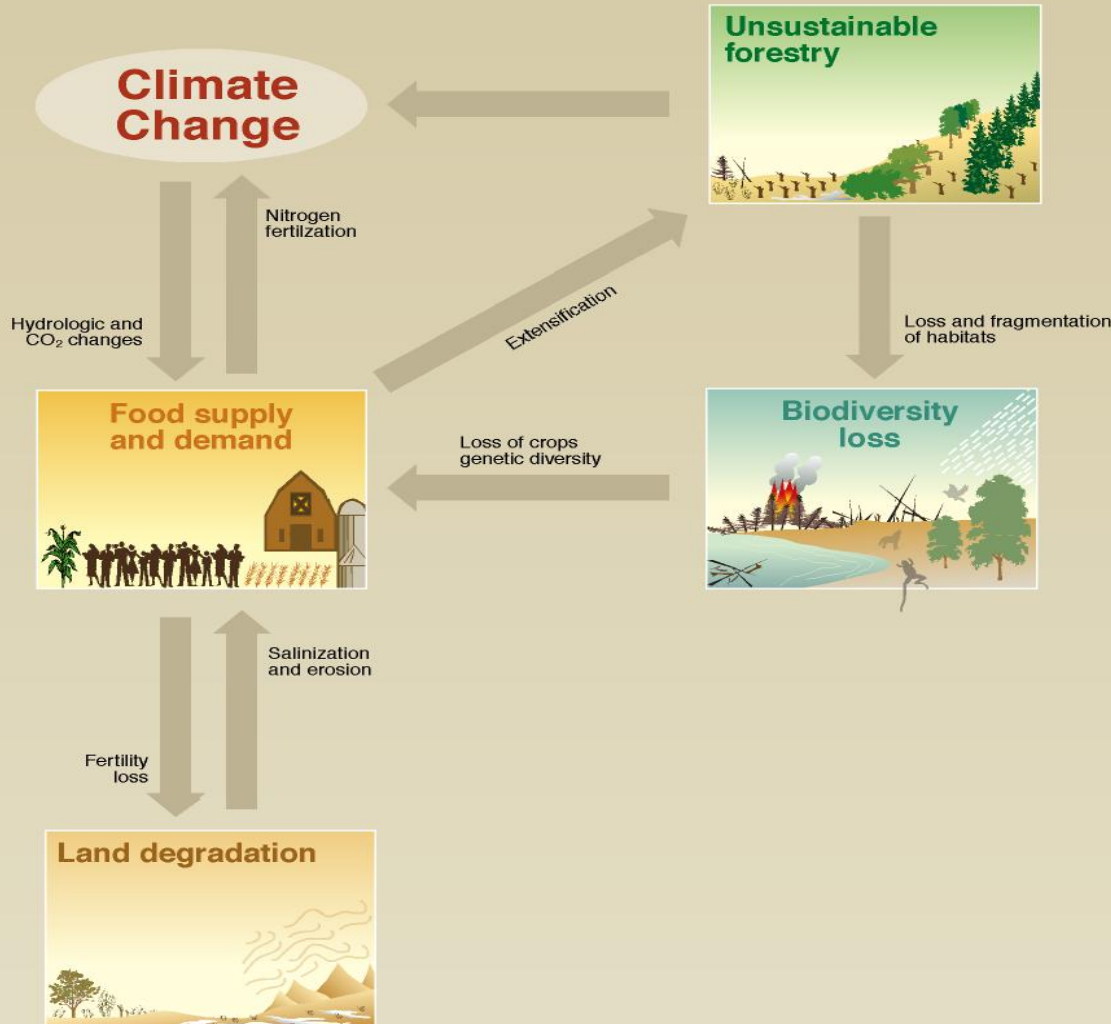 Unsustainable
forestry
Climate
Change
Nitrogen
fertilzation
Extensification
Hydrologic and
CO₂ changes
Loss and fragmentation
of habitats
Food supply
and demand
Loss of crops
genetic diversity
Biodiversity
loss
Salinization
and erosion
Fertility
loss
Land degradation